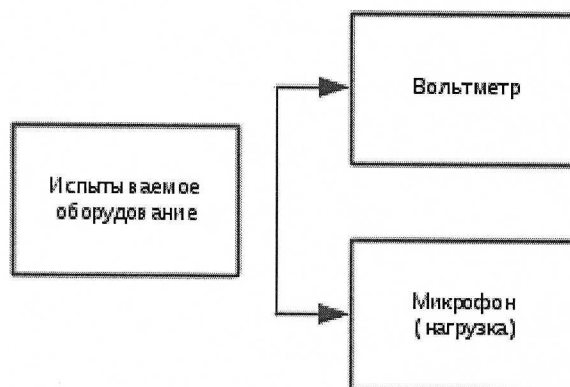 Испытываемое
оборудование
Вольтметр
Микрофон
(нагрузка)